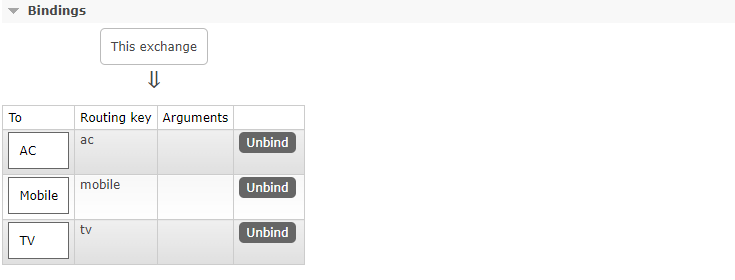 Bindings
This exchange
⇓
To Routing key Arguments
AC ac Unbind
Mobile mobile Unbind
TV tv Unbind